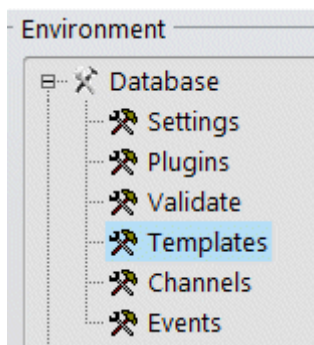 Environment
Database
Settings
Plugins
Validate
Templates
Channels
Events